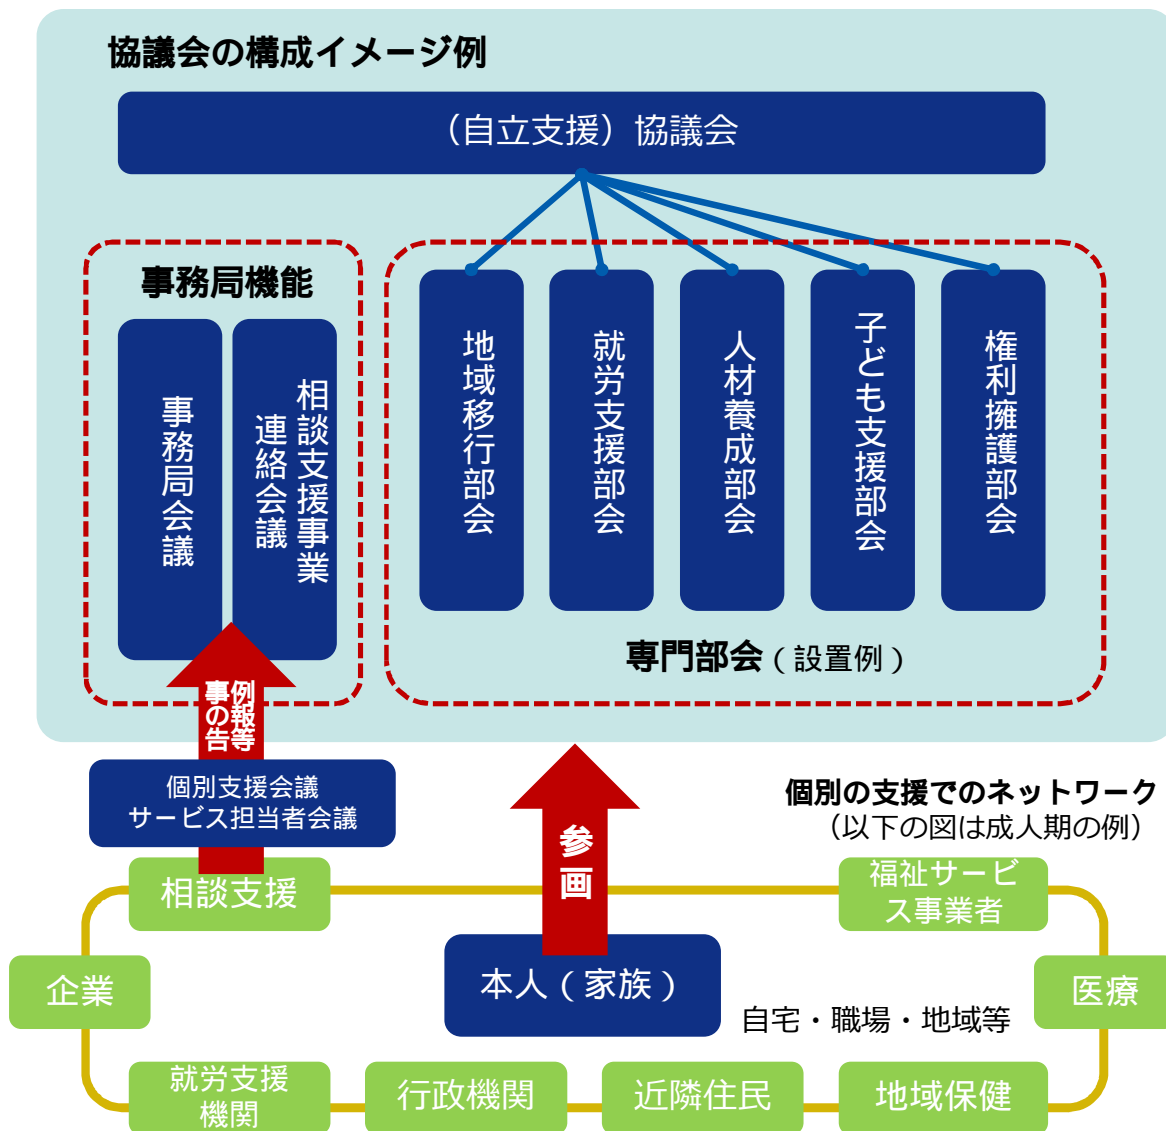 協議会の構成イメージ例
（自立支援）協議会
事務局機能
事務局会議
相談支援事業
連絡会議
地域移行部会
就労支援部会
人材養成部会
子ども支援部会
権利擁護部会
専門部会（設置例）
事例
の報
告等
個別支援会議
サービス担当者会議
参画
個別の支援でのネットワーク
（以下の図は成人期の例）
相談支援
福祉サービ
ス事業者
企業
本人（家族）
医療
自宅・職場・地域等
就労支援
機関
行政機関
近隣住民
地域保健